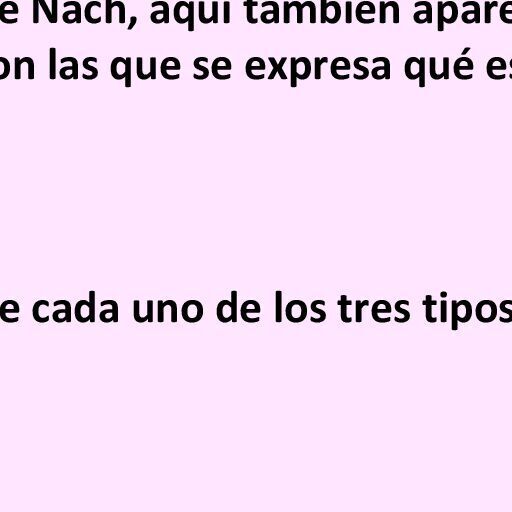 e Nach, aquí también apare
on las que se expresa qué es
e cada uno de los tres tipos